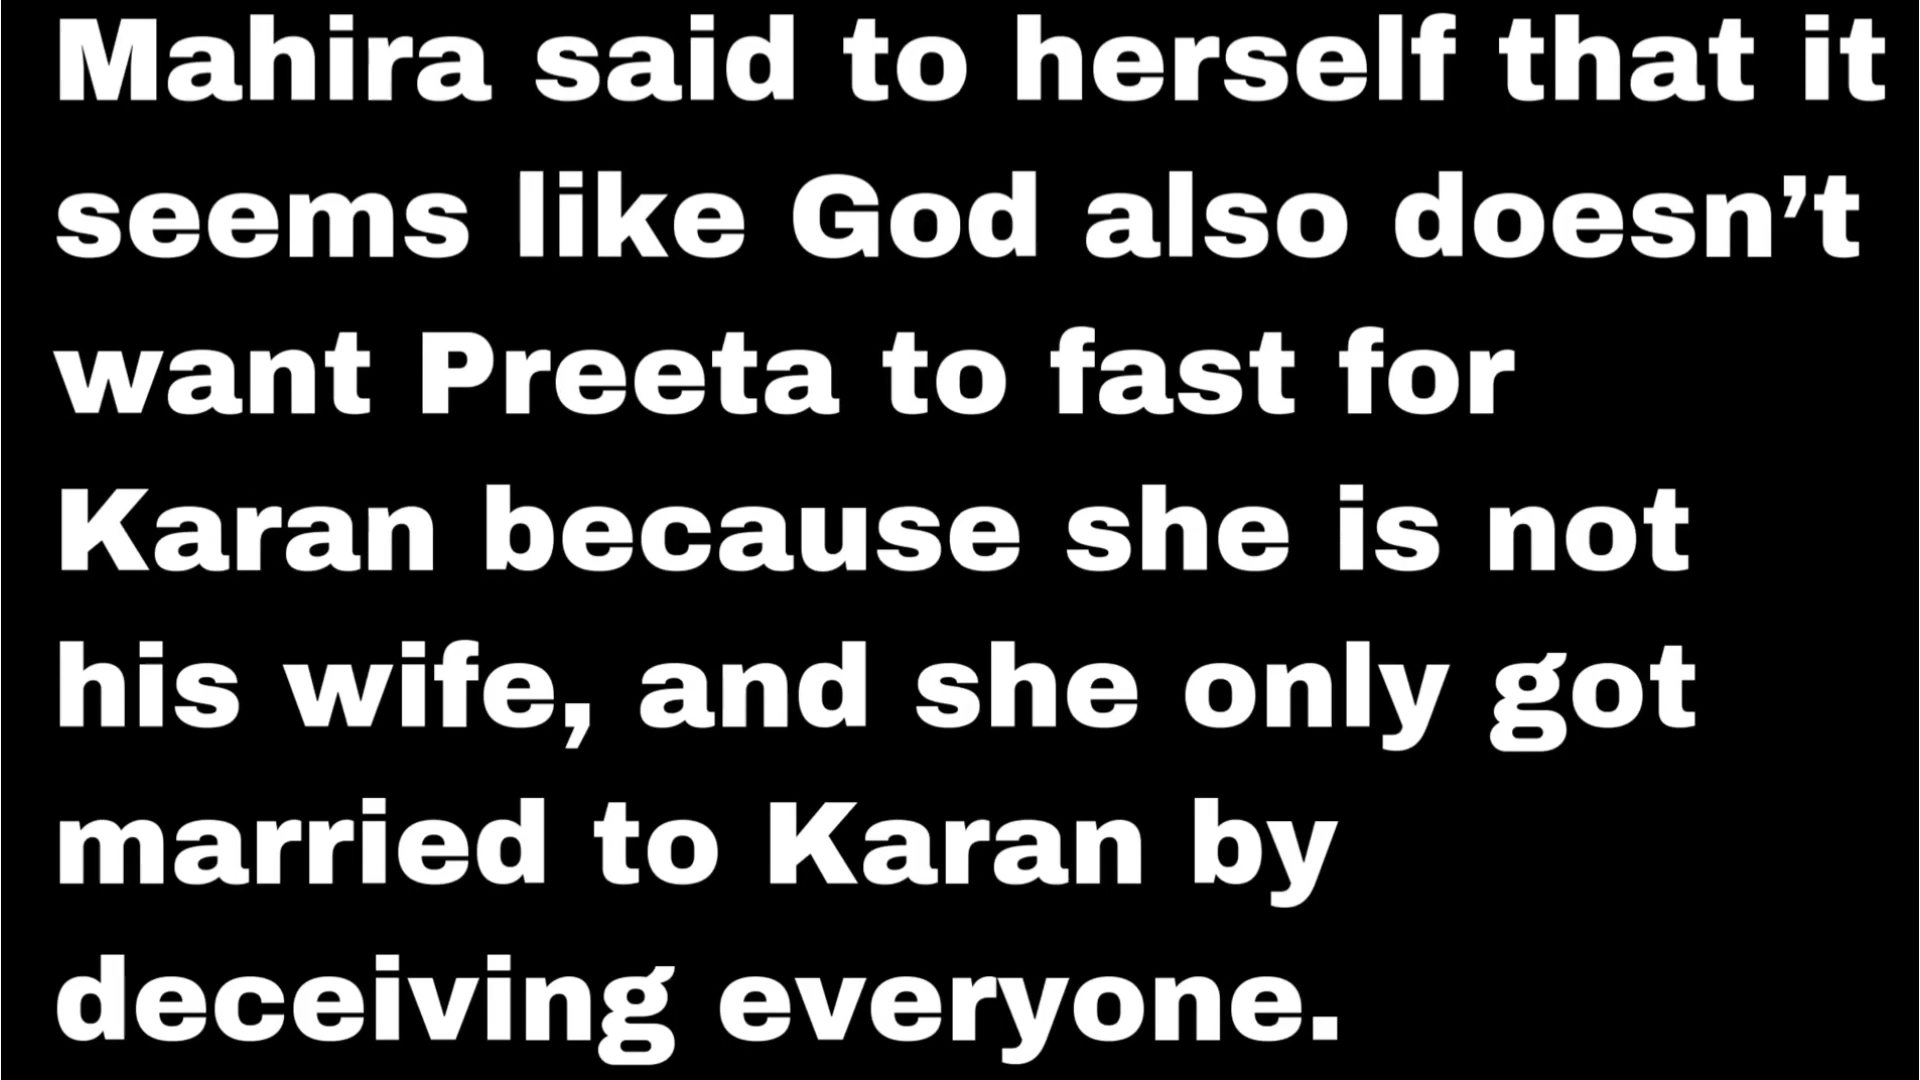 Mahira said to herself that it
seems like God also doesn’t
want Preeta to fast for
Karan because she is not
his wife, and she only got
married to Karan by
deceiving everyone.